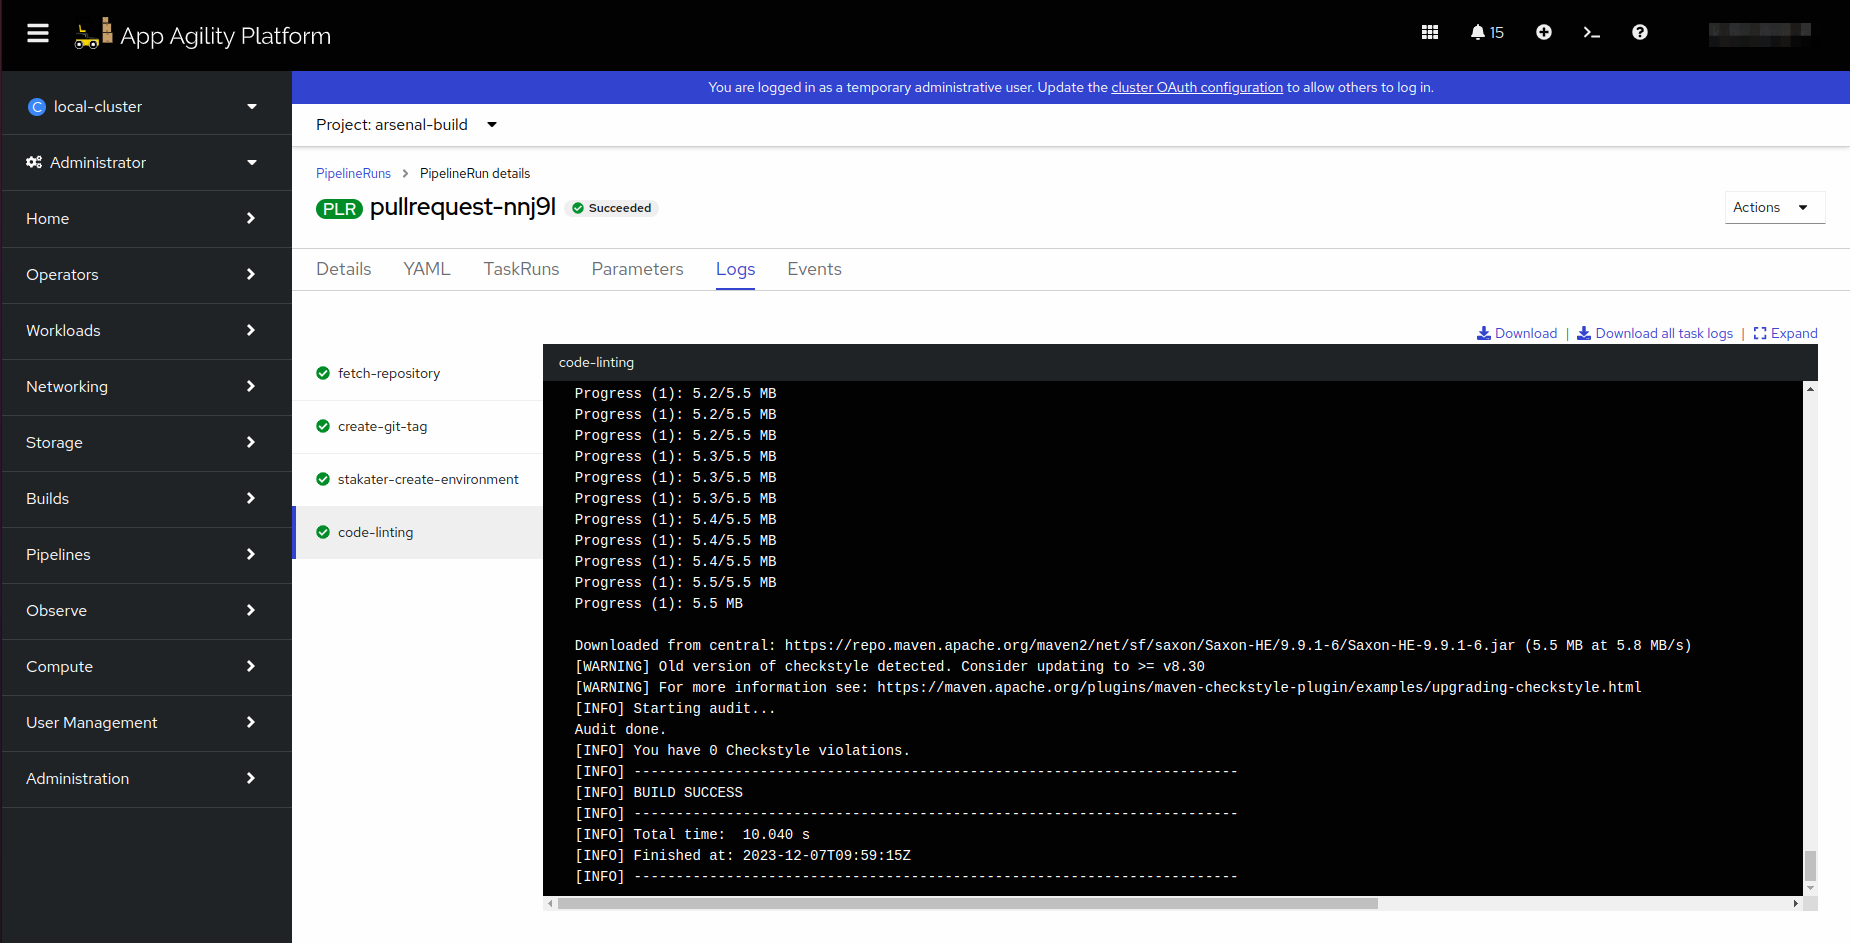 App Agility Platform
15
You are logged in as a temporary administrative user. Update the cluster OAuth configuration to allow others to log in.
C local-cluster
Administrator
Home
Operators
Workloads
Networking
Storage
Builds
Pipelines
Observe
Compute
User Management
Administration
Project: arsenal-build
PipelineRuns > PipelineRun details
PLR pullrequest-nnj9l Succeeded
Actions
Details YAML TaskRuns Parameters Logs Events
Download | Download all task logs | Expand
fetch-repository
create-git-tag
stakater-create-environment
code-linting
code-linting
Progress (1): 5.2/5.5 MB
Progress (1): 5.2/5.5 MB
Progress (1): 5.2/5.5 MB
Progress (1): 5.3/5.5 MB
Progress (1): 5.3/5.5 MB
Progress (1): 5.3/5.5 MB
Progress (1): 5.4/5.5 MB
Progress (1): 5.4/5.5 MB
Progress (1): 5.4/5.5 MB
Progress (1): 5.5/5.5 MB
Progress (1): 5.5 MB
Downloaded from central: https://repo.maven.apache.org/maven2/net/sf/saxon/Saxon-HE/9.9.1-6/Saxon-HE-9.9.1-6.jar (5.5 MB at 5.8 MB/s)
[WARNING] Old version of checkstyle detected. Consider updating to >= v8.30
[WARNING] For more information see: https://maven.apache.org/plugins/maven-checkstyle-plugin/examples/upgrading-checkstyle.html
[INFO] Starting audit...
Audit done.
[INFO] You have 0 Checkstyle violations.
[INFO] ------------------------------------------------------------------------
[INFO] BUILD SUCCESS
[INFO] ------------------------------------------------------------------------
[INFO] Total time:  10.040 s
[INFO] Finished at: 2023-12-07T09:59:15Z
[INFO] ------------------------------------------------------------------------